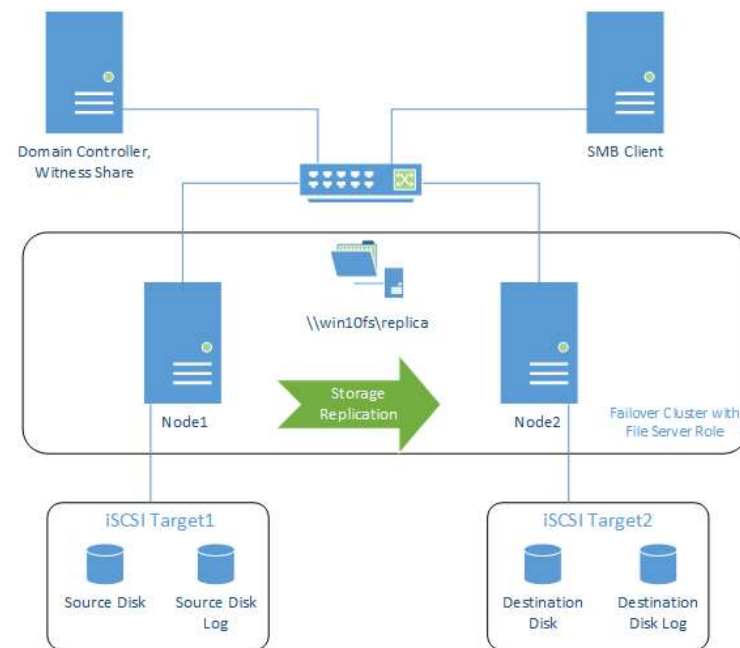 Domain Controller,
Witness Share
SMB Client
\\win10fs\replica
Storage
Replication
Node1
Node2
Failover Cluster with
File Server Role
iSCSI Target1
Source Disk
Source Disk
Log
iSCSI Target2
Destination
Disk
Destination
Disk Log